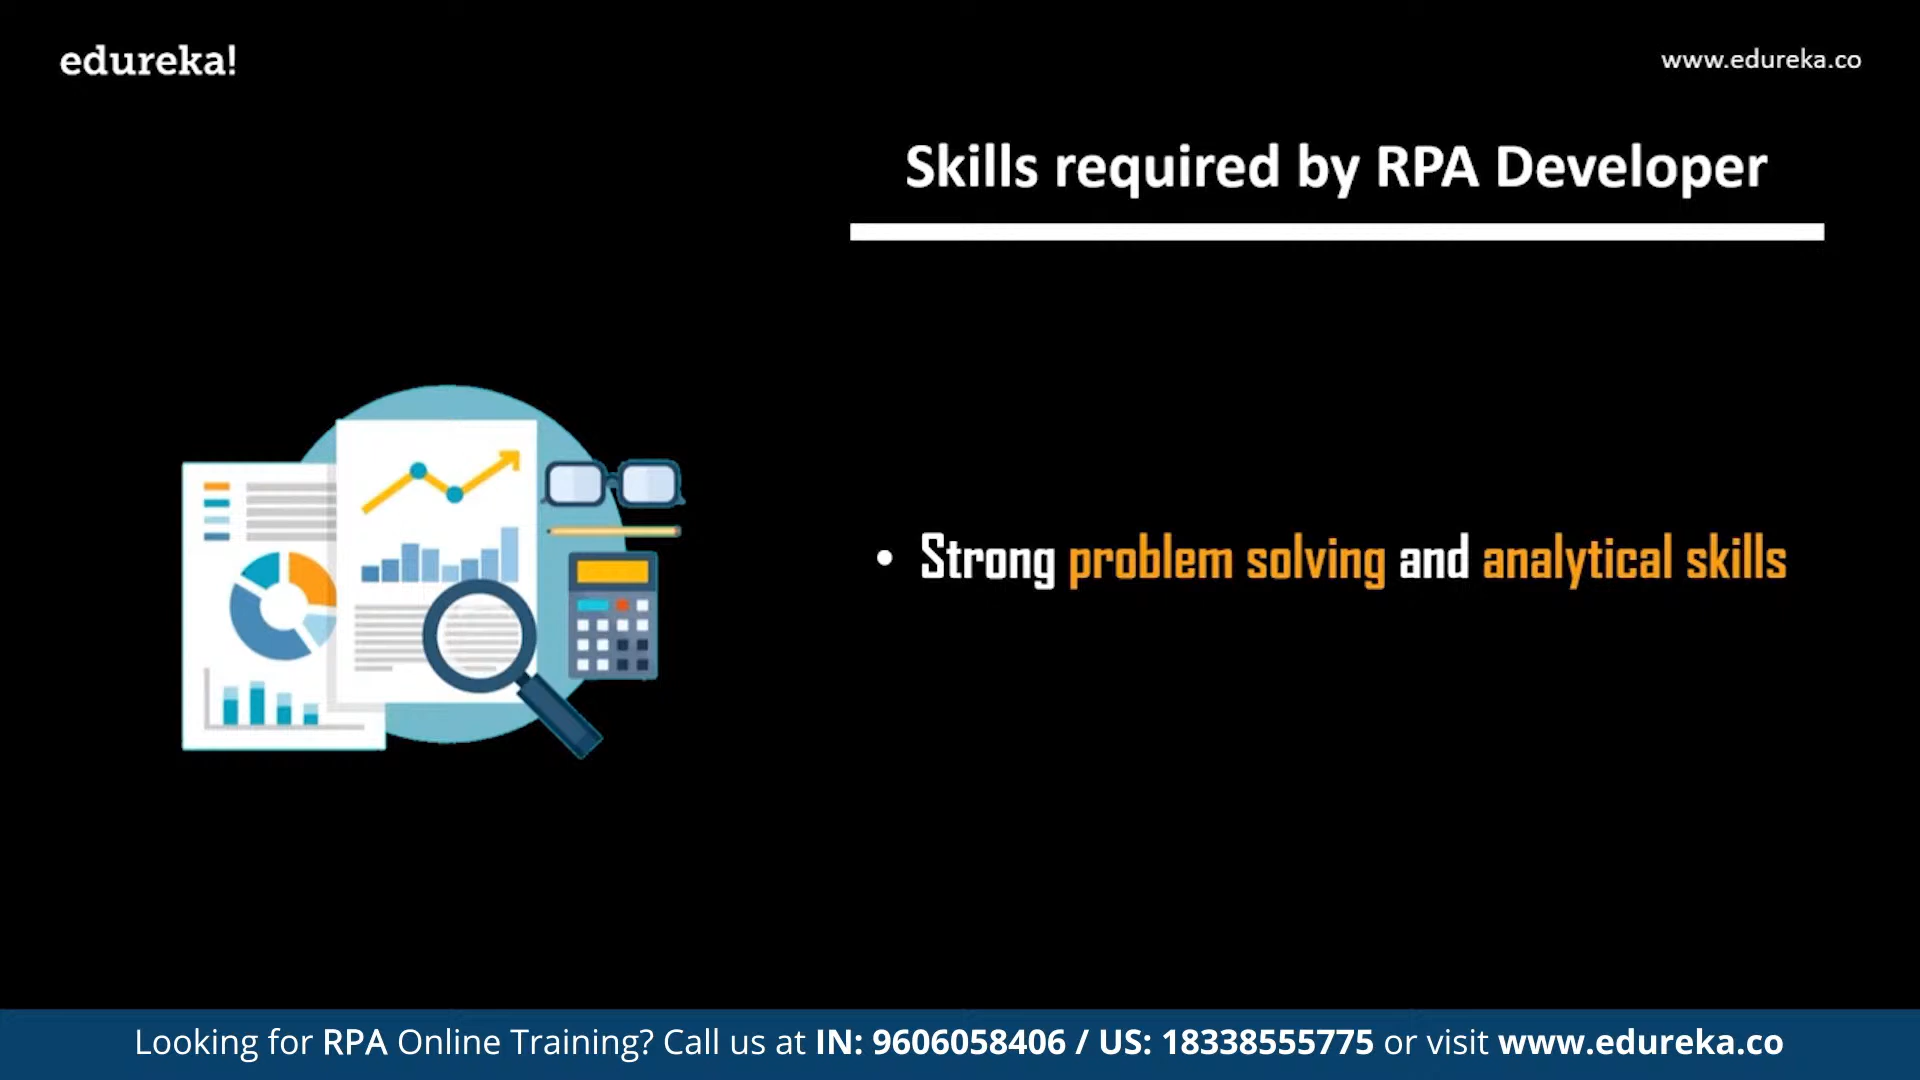 edureka!
www.edureka.co
Skills required by RPA Developer
• Strong problem solving and analytical skills
Looking for RPA Online Training? Call us at IN: 9606058406 / US: 18338555775 or visit www.edureka.co